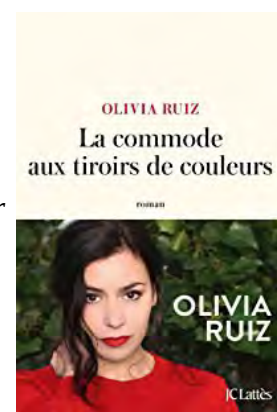 OLIVIA RUIZ
La commode
aux tiroirs de couleurs
roman
OLIVIA
RUIZ
JC Lattès